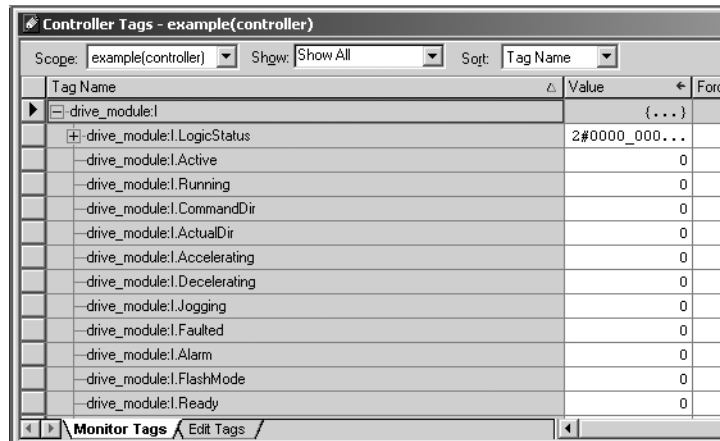 Controller Tags - example(controller)
Scope: example(controller) Show: Show All Sort: Tag Name
Tag Name Value Forc
drive_module:I {...}
drive_module:I.LogicStatus 2#0000_000...
drive_module:I.Active 0
drive_module:I.Running 0
drive_module:I.CommandDir 0
drive_module:I.ActualDir 0
drive_module:I.Accelerating 0
drive_module:I.Decelerating 0
drive_module:I.Jogging 0
drive_module:I.Faulted 0
drive_module:I.Alarm 0
drive_module:I.FlashMode 0
drive_module:I.Ready 0
Monitor Tags Edit Tags